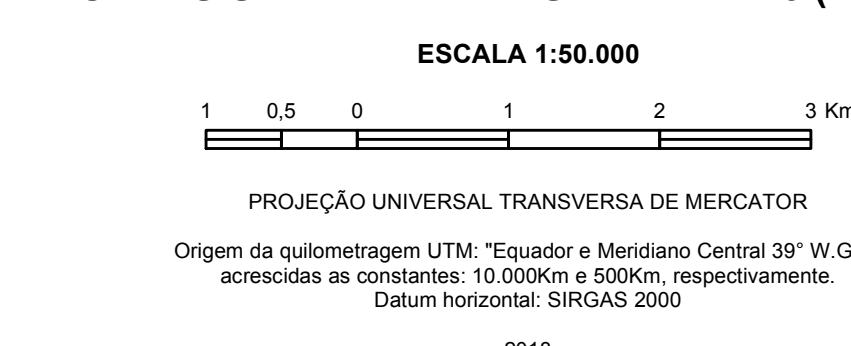 ESCALA 1:50.000
1 0,5 0 1 2 3 Km
PROJEÇÃO UNIVERSAL TRANSVERSA DE MERCATOR
Origem da quilometragem UTM: "Equador e Meridiano Central 39° W.G
acrescidas as constantes: 10.000Km e 500Km, respectivamente.
Datum horizontal: SIRGAS 2000